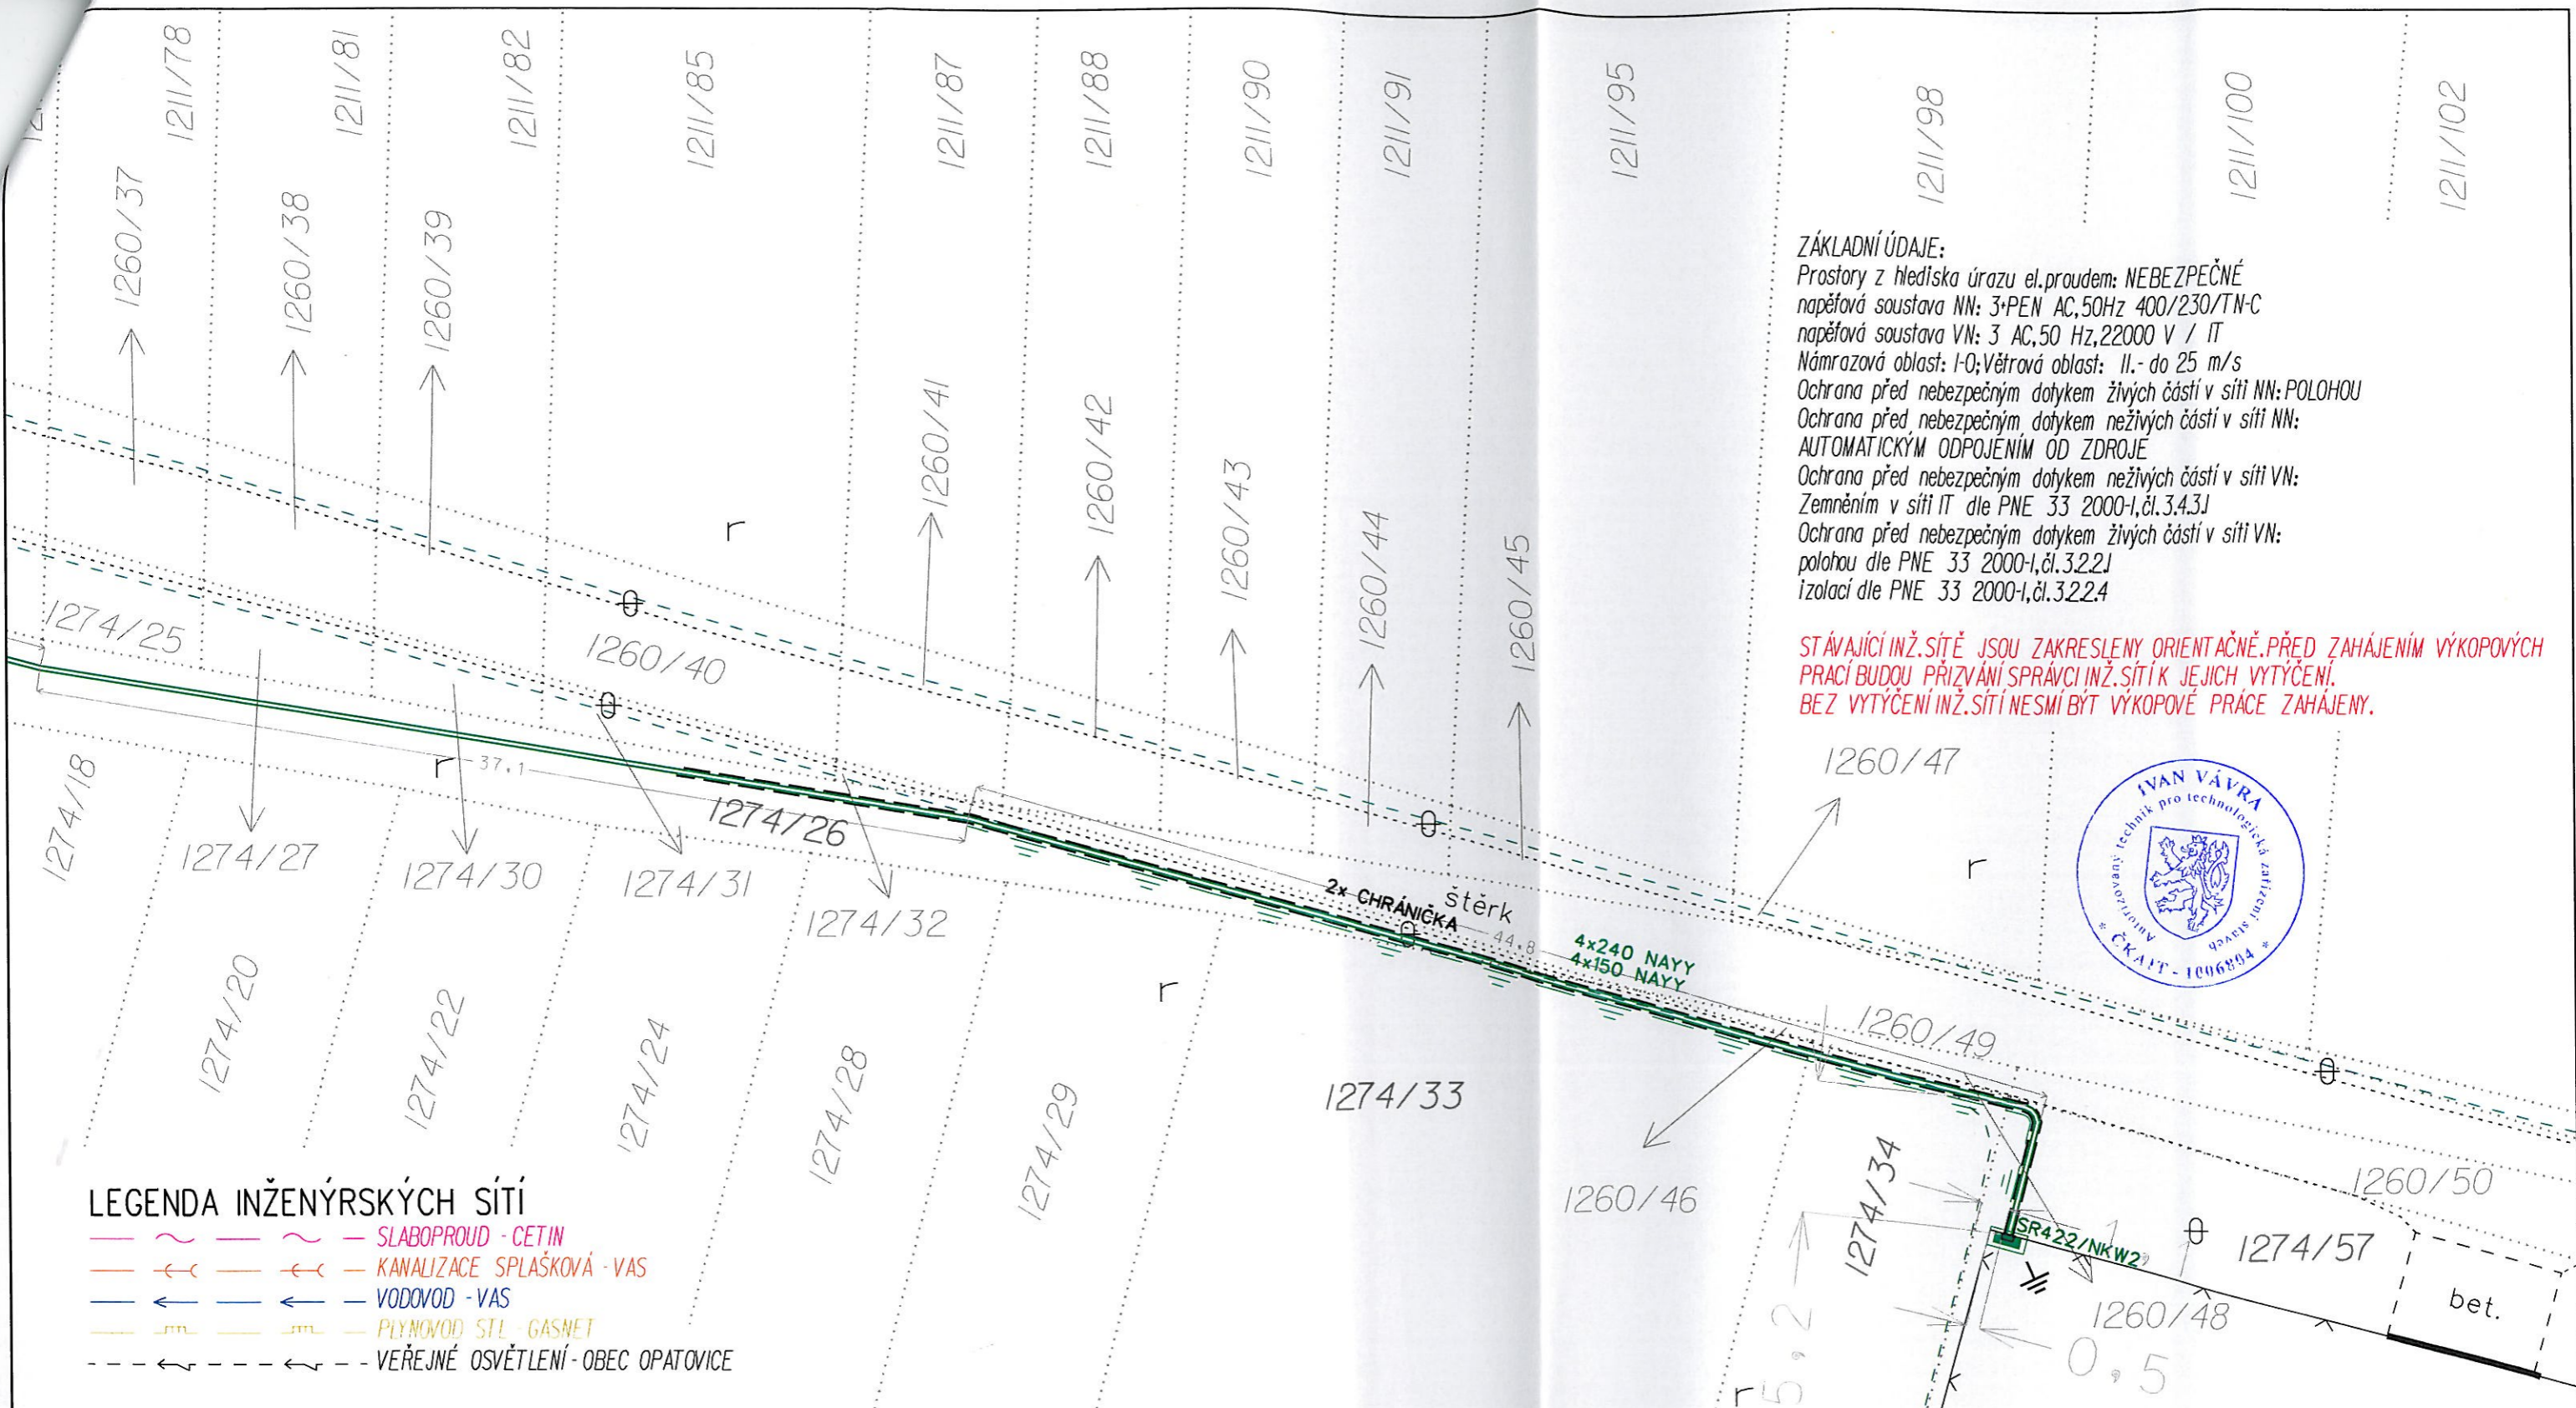 1211/78
1211/81
1211/82
1211/85
1211/87
1211/88
1211/90
1211/91
1211/95
1211/98
1211/100
1211/102
1260/37
1260/38
1260/39
1260/41
1260/42
1260/43
1260/44
1260/45
ZÁKLADNÍ ÚDAJE:
Prostory z hlediska úrazu el.proudem: NEBEZPEČNÉ
napěťová soustava NN: 3+PEN AC,50Hz 400/230/TN-C
napěťová soustava VN: 3 AC,50 Hz,22000 V / IT
Námrazová oblast: I-0;Větrová oblast: II.- do 25 m/s
Ochrana před nebezpečným dotykem živých částí v síti NN: POLOHOU
Ochrana před nebezpečným dotykem neživých částí v síti NN:
AUTOMATICKÝM ODPOJENÍM OD ZDROJE
Ochrana před nebezpečným dotykem neživých částí v síti VN:
Zemněním v síti IT dle PNE 33 2000-1,čl.3.4.3.1
Ochrana před nebezpečným dotykem živých částí v síti VN:
polohou dle PNE 33 2000-1,čl.3.2.2.1
izolací dle PNE 33 2000-1,čl.3.2.2.4
STÁVAJÍCÍ INŽ.SÍTĚ JSOU ZAKRESLENY ORIENTAČNĚ.PŘED ZAHÁJENÍM VÝKOPOVÝCH
PRACÍ BUDOU PŘIZVÁNÍ SPRÁVCI INŽ.SÍTÍ K JEJICH VYTÝČENÍ.
BEZ VYTÝČENÍ INŽ.SÍTÍ NESMÍ BÝT VÝKOPOVÉ PRÁCE ZAHÁJENY.
r
1274/25
1260/40
1260/47
IVAN VÁVRA
Autorizovaný technik pro technologická zařízení staveb
* ČKAIT - 1006894 *
r
37.1
1274/18
1274/26
1274/27
1274/30
1274/31
1274/32
r
2x CHRÁNIČKA
štěrk
44.8
4x240 NAYY
4x150 NAYY
r
1274/20
1274/22
1274/24
1274/28
1274/29
1274/33
1260/49
1274/34
1260/46
1260/50
SR422/NKW2
1274/57
1260/48
bet.
5,2
0,5
r
LEGENDA INŽENÝRSKÝCH SÍTÍ
SLABOPROUD - CETIN
KANALIZACE SPLAŠKOVÁ - VAS
VODOVOD - VAS
PLYNOVOD STL - GASNET
VEŘEJNÉ OSVĚTLENÍ - OBEC OPATOVICE